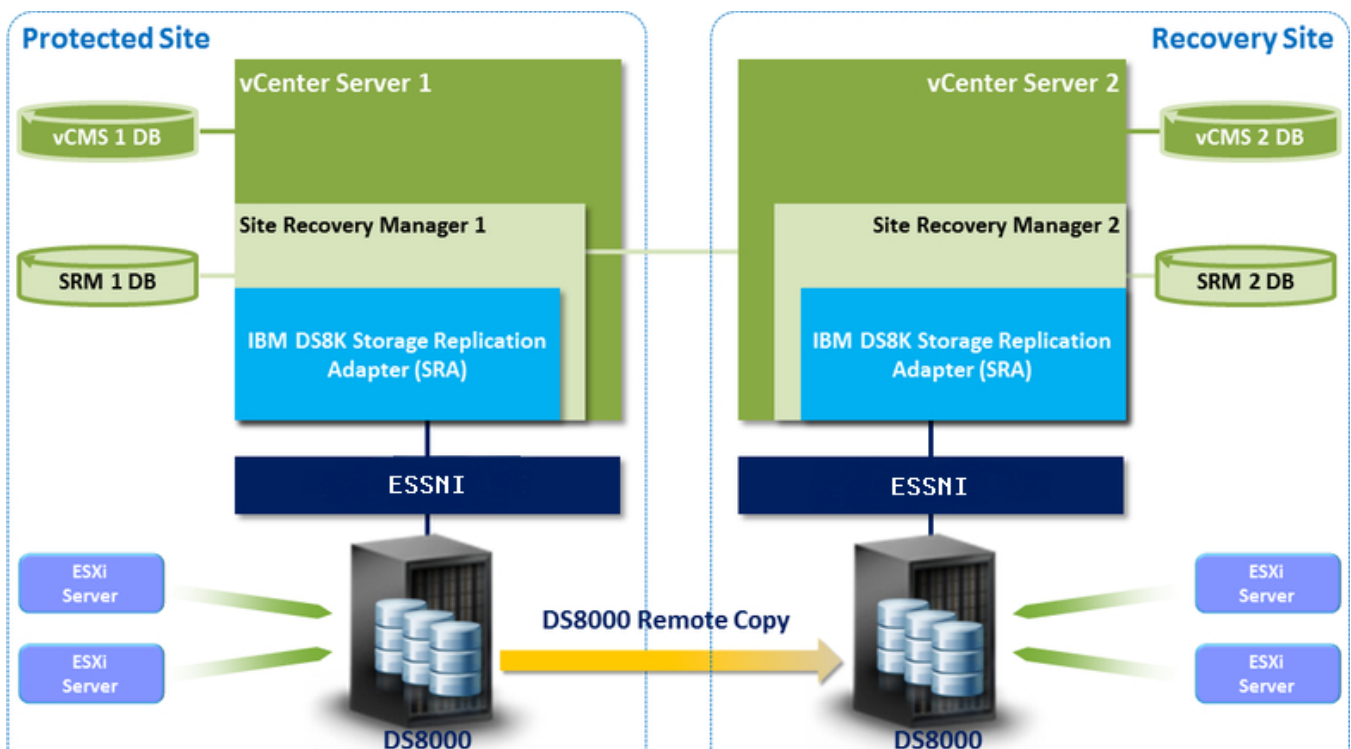 Protected Site
Recovery Site
vCenter Server 1
vCenter Server 2
vCMS 1 DB
vCMS 2 DB
Site Recovery Manager 1
Site Recovery Manager 2
SRM 1 DB
SRM 2 DB
IBM DS8K Storage Replication
Adapter (SRA)
IBM DS8K Storage Replication
Adapter (SRA)
ESSNI
ESSNI
ESXi
Server
ESXi
Server
DS8000 Remote Copy
ESXi
Server
ESXi
Server
DS8000
DS8000